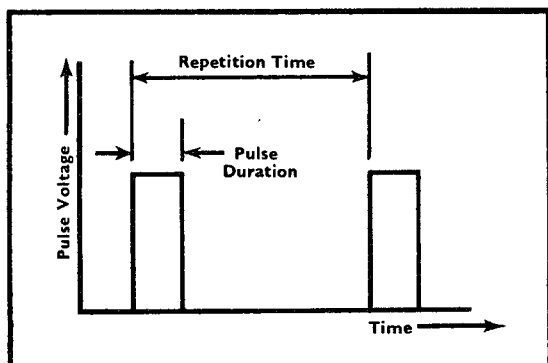 Repetition Time
Pulse
Duration
Pulse Voltage
Time